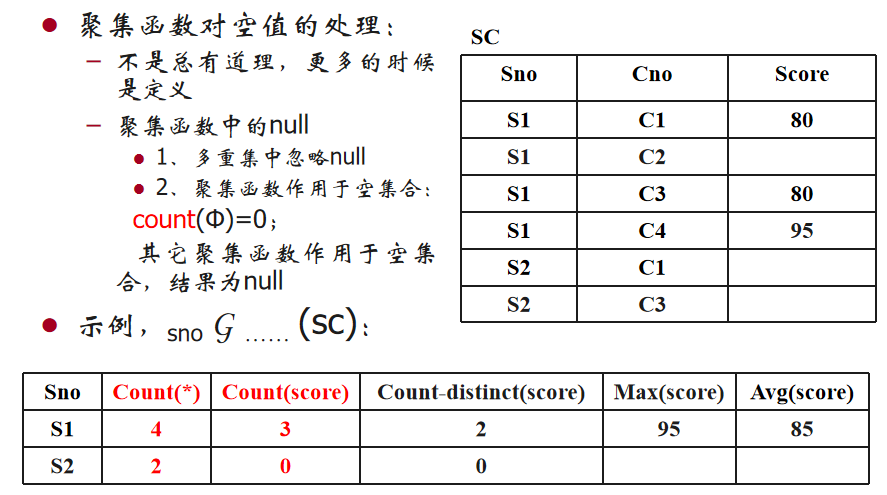 ● 聚集函数对空值的处理：
– 不是总有道理，更多的时候
是定义
– 聚集函数中的null
● 1、多重集中忽略null
● 2、聚集函数作用于空集合：
count(Φ)=0；
其它聚集函数作用于空集
合，结果为null
● 示例，sno G ...... (sc)：
SC
Sno Cno Score
S1 C1 80
S1 C2
S1 C3 80
S1 C4 95
S2 C1
S2 C3
Sno Count(*) Count(score) Count-distinct(score) Max(score) Avg(score)
S1 4 3 2 95 85
S2 2 0 0